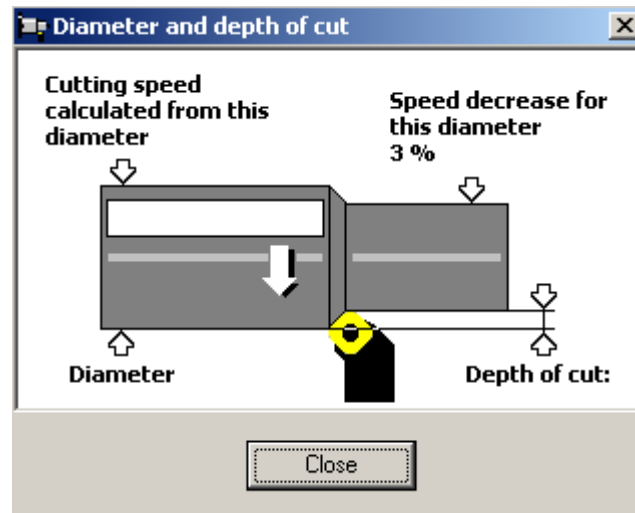 Diameter and depth of cut
Cutting speed
calculated from this
diameter
Speed decrease for
this diameter
3 %
Diameter
Depth of cut:
Close